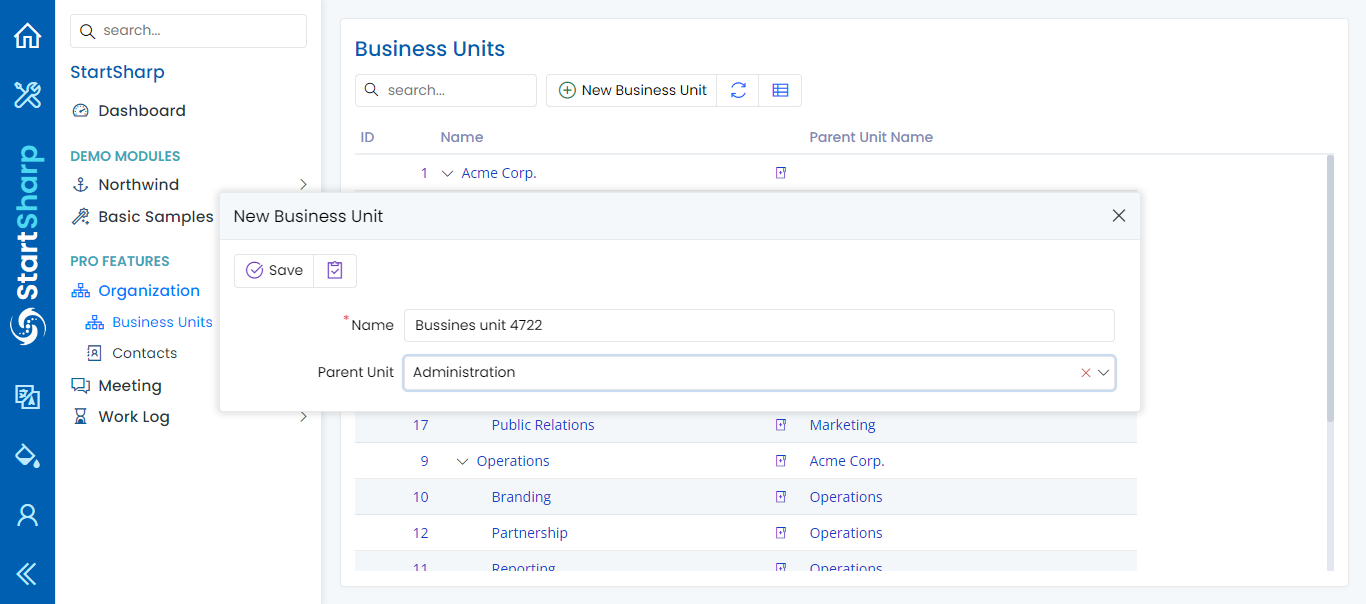 StartSharp
search...
StartSharp
Dashboard
DEMO MODULES
Northwind
Basic Samples
PRO FEATURES
Organization
Business Units
Contacts
Meeting
Work Log
Business Units
search... New Business Unit
ID Name Parent Unit Name
1 Acme Corp.
New Business Unit
Save
*Name Bussines unit 4722
Parent Unit Administration
17 Public Relations Marketing
9 Operations Acme Corp.
10 Branding Operations
12 Partnership Operations
11 Reporting Operations